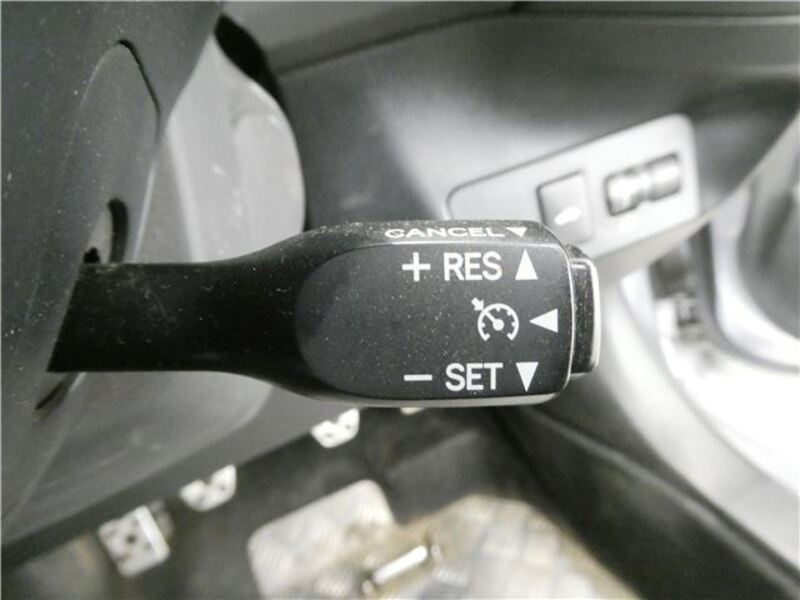 CANCEL▼
+ RES ▲
◀
− SET ▼